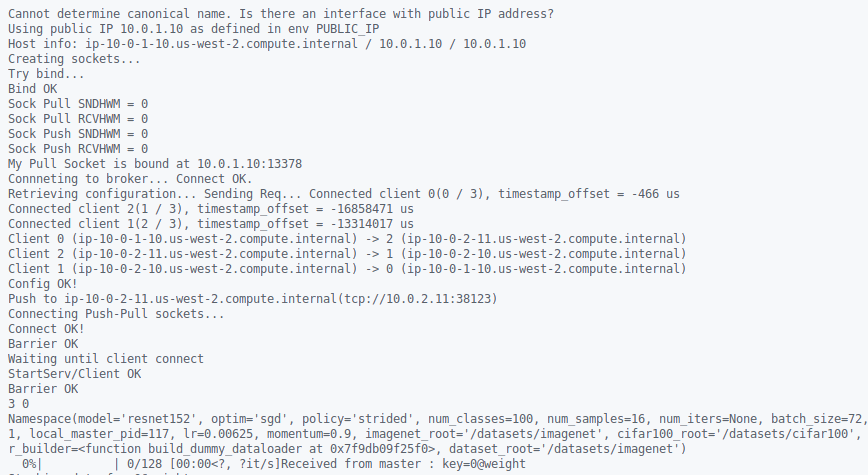 Cannot determine canonical name. Is there an interface with public IP address?
Using public IP 10.0.1.10 as defined in env PUBLIC_IP
Host info: ip-10-0-1-10.us-west-2.compute.internal / 10.0.1.10 / 10.0.1.10
Creating sockets...
Try bind...
Bind OK
Sock Pull SNDHWM = 0
Sock Pull RCVHWM = 0
Sock Push SNDHWM = 0
Sock Push RCVHWM = 0
My Pull Socket is bound at 10.0.1.10:13378
Connneting to broker... Connect OK.
Retrieving configuration... Sending Req... Connected client 0(0 / 3), timestamp_offset = -466 us
Connected client 2(1 / 3), timestamp_offset = -16858471 us
Connected client 1(2 / 3), timestamp_offset = -13314017 us
Client 0 (ip-10-0-1-10.us-west-2.compute.internal) -> 2 (ip-10-0-2-11.us-west-2.compute.internal)
Client 2 (ip-10-0-2-11.us-west-2.compute.internal) -> 1 (ip-10-0-2-10.us-west-2.compute.internal)
Client 1 (ip-10-0-2-10.us-west-2.compute.internal) -> 0 (ip-10-0-1-10.us-west-2.compute.internal)
Config OK!
Push to ip-10-0-2-11.us-west-2.compute.internal(tcp://10.0.2.11:38123)
Connecting Push-Pull sockets...
Connect OK!
Barrier OK
Waiting until client connect
StartServ/Client OK
Barrier OK
3 0
Namespace(model='resnet152', optim='sgd', policy='strided', num_classes=100, num_samples=16, num_iters=None, batch_size=72,
1, local_master_pid=117, lr=0.00625, momentum=0.9, imagenet_root='/datasets/imagenet', cifar100_root='/datasets/cifar100',
r_builder=<function build_dummy_dataloader at 0x7f9db09f25f0>, dataset_root='/datasets/imagenet')
0%|          | 0/128 [00:00<?, ?it/s]Received from master : key=0@weight